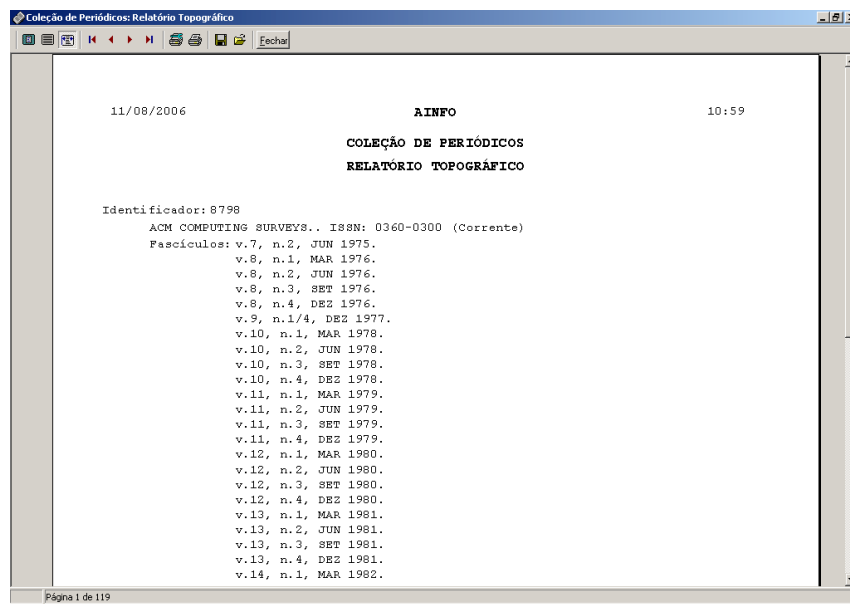 Coleção de Periódicos: Relatório Topográfico
Fechar
11/08/2006 AINFO 10:59
COLEÇÃO DE PERIÓDICOS
RELATÓRIO TOPOGRÁFICO
Identificador: 8798
ACM COMPUTING SURVEYS.. ISSN: 0360-0300 (Corrente)
Fascículos: v.7, n.2, JUN 1975.
v.8, n.1, MAR 1976.
v.8, n.2, JUN 1976.
v.8, n.3, SET 1976.
v.8, n.4, DEZ 1976.
v.9, n.1/4, DEZ 1977.
v.10, n.1, MAR 1978.
v.10, n.2, JUN 1978.
v.10, n.3, SET 1978.
v.10, n.4, DEZ 1978.
v.11, n.1, MAR 1979.
v.11, n.2, JUN 1979.
v.11, n.3, SET 1979.
v.11, n.4, DEZ 1979.
v.12, n.1, MAR 1980.
v.12, n.2, JUN 1980.
v.12, n.3, SET 1980.
v.12, n.4, DEZ 1980.
v.13, n.1, MAR 1981.
v.13, n.2, JUN 1981.
v.13, n.3, SET 1981.
v.13, n.4, DEZ 1981.
v.14, n.1, MAR 1982.
Página 1 de 119